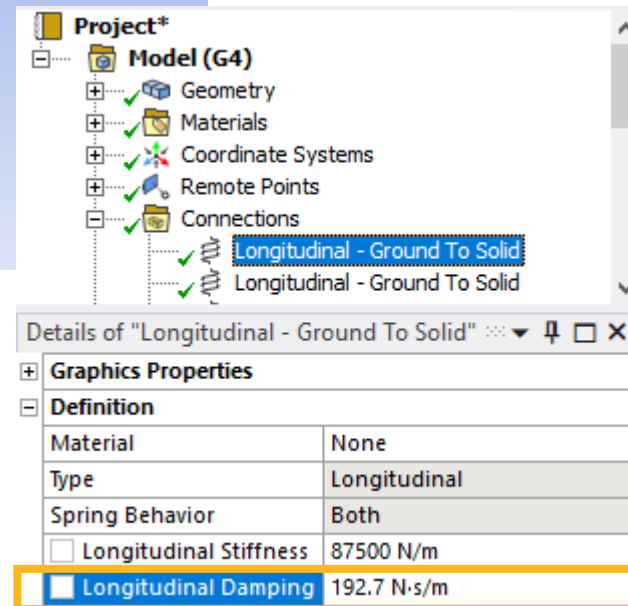 Project*
Model (G4)
Geometry
Materials
Coordinate Systems
Remote Points
Connections
Longitudinal - Ground To Solid
Longitudinal - Ground To Solid
Details of "Longitudinal - Ground To Solid"
Graphics Properties
Definition
Material None
Type Longitudinal
Spring Behavior Both
Longitudinal Stiffness 87500 N/m
Longitudinal Damping 192.7 N·s/m